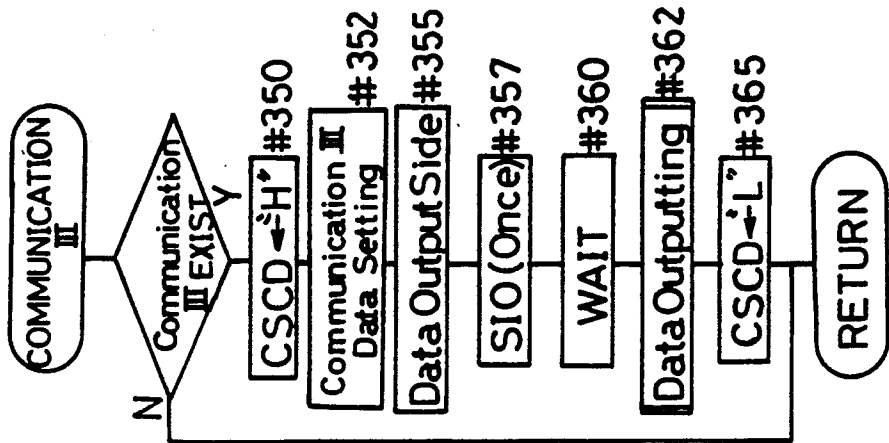 COMMUNICATION
III
Communication
III EXIST
N
Y
CSCD ← "H" #350
Communication III
Data Setting
#352
Data Output Side #355
SIO (Once) #357
WAIT #360
Data Outputting #362
CSCD ← "L" #365
RETURN